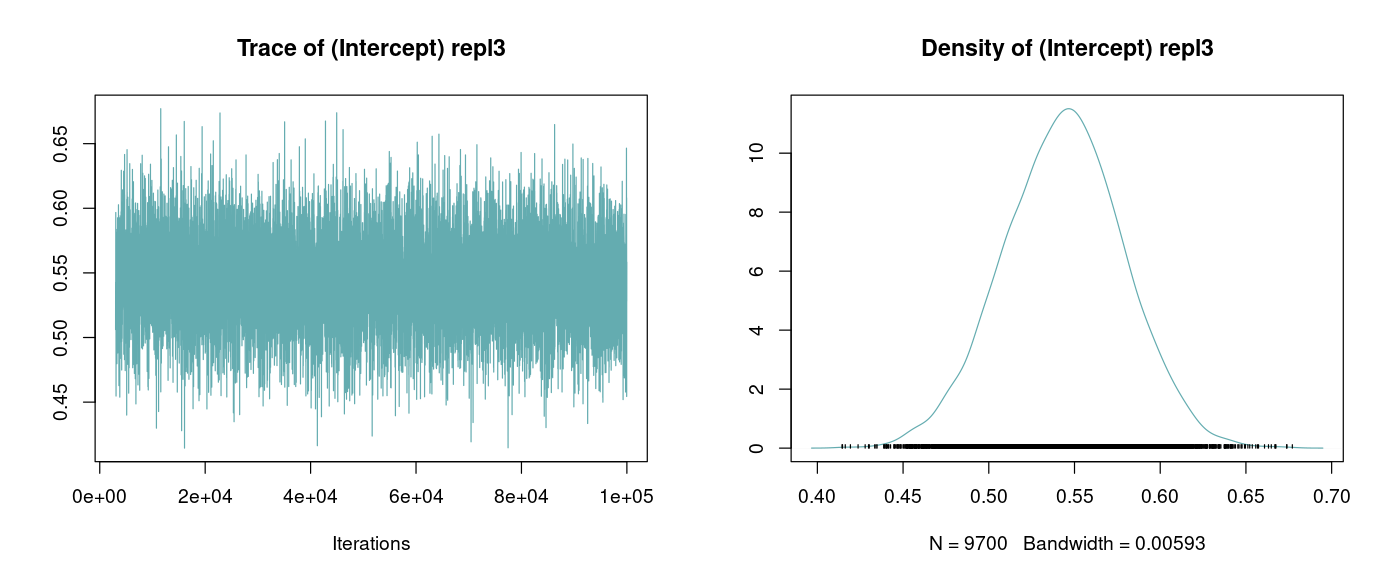 Trace of (Intercept) repl3
0.65
0.60
0.55
0.50
0.45
0e+00 2e+04 4e+04 6e+04 8e+04 1e+05
Iterations
Density of (Intercept) repl3
10
8
6
4
2
0
0.40 0.45 0.50 0.55 0.60 0.65 0.70
N = 9700 Bandwidth = 0.00593